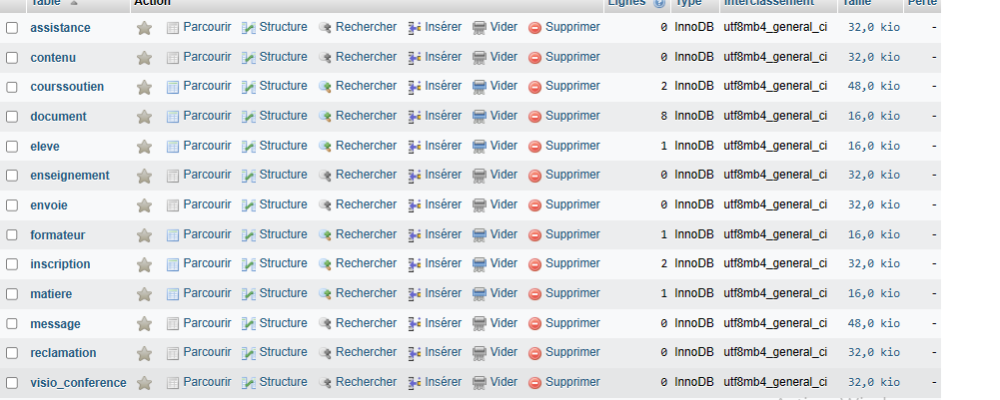 Table Action Lignes Type Interclassement Taille Perte
assistance Parcourir Structure Rechercher Insérer Vider Supprimer 0 InnoDB utf8mb4_general_ci 32,0 kio -
contenu Parcourir Structure Rechercher Insérer Vider Supprimer 0 InnoDB utf8mb4_general_ci 32,0 kio -
courssoutien Parcourir Structure Rechercher Insérer Vider Supprimer 2 InnoDB utf8mb4_general_ci 48,0 kio -
document Parcourir Structure Rechercher Insérer Vider Supprimer 8 InnoDB utf8mb4_general_ci 16,0 kio -
eleve Parcourir Structure Rechercher Insérer Vider Supprimer 1 InnoDB utf8mb4_general_ci 16,0 kio -
enseignement Parcourir Structure Rechercher Insérer Vider Supprimer 0 InnoDB utf8mb4_general_ci 32,0 kio -
envoie Parcourir Structure Rechercher Insérer Vider Supprimer 0 InnoDB utf8mb4_general_ci 32,0 kio -
formateur Parcourir Structure Rechercher Insérer Vider Supprimer 1 InnoDB utf8mb4_general_ci 16,0 kio -
inscription Parcourir Structure Rechercher Insérer Vider Supprimer 2 InnoDB utf8mb4_general_ci 32,0 kio -
matiere Parcourir Structure Rechercher Insérer Vider Supprimer 1 InnoDB utf8mb4_general_ci 16,0 kio -
message Parcourir Structure Rechercher Insérer Vider Supprimer 0 InnoDB utf8mb4_general_ci 48,0 kio -
reclamation Parcourir Structure Rechercher Insérer Vider Supprimer 0 InnoDB utf8mb4_general_ci 32,0 kio -
visio_conference Parcourir Structure Rechercher Insérer Vider Supprimer 0 InnoDB utf8mb4_general_ci 32,0 kio -